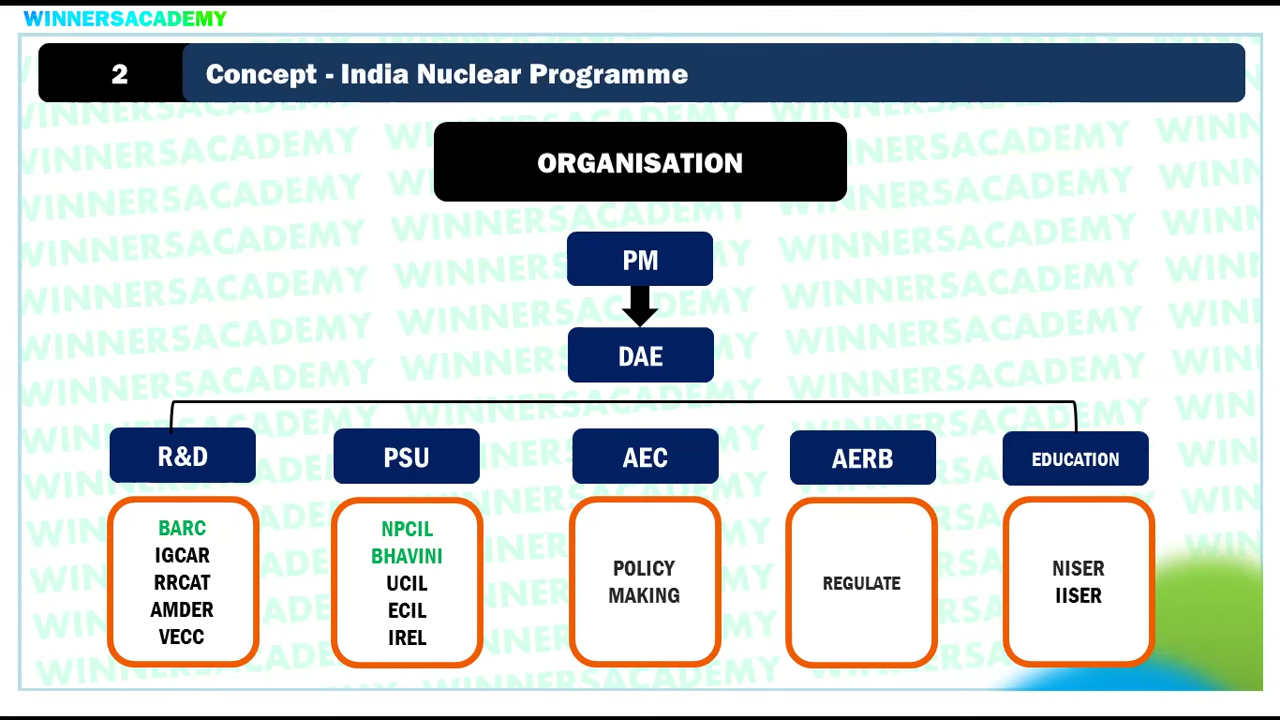 WINNERSACADEMY
2
Concept - India Nuclear Programme
ORGANISATION
PM
DAE
R&D
PSU
AEC
AERB
EDUCATION
BARC
IGCAR
RRCAT
AMDER
VECC
NPCIL
BHAVINI
UCIL
ECIL
IREL
POLICY
MAKING
REGULATE
NISER
IISER